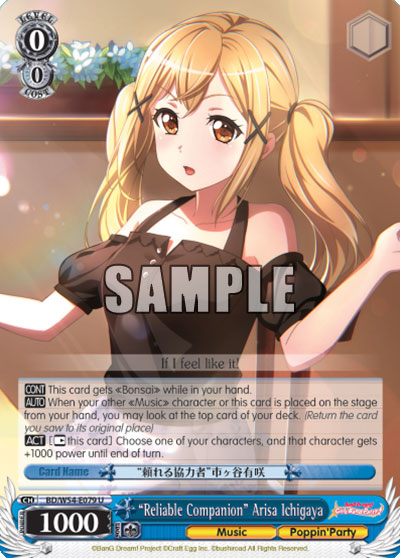 LEVEL
0
0
COST
SAMPLE
If I feel like it!
CONT This card gets «Bonsai» while in your hand.
AUTO When your other «Music» character or this card is placed on the stage
from your hand, you may look at the top card of your deck. (Return the card
you saw to its original place)
ACT [ this card] Choose one of your characters, and that character gets
+1000 power until end of turn.
Card Name
“頼れる協力者”市ヶ谷有咲
CH
BD/W54-E079 U
“Reliable Companion” Arisa Ichigaya
POWER
1000
Music
Poppin'Party
©BanG Dream! Project ©Craft Egg Inc. ©bushiroad All Rights Reserved.